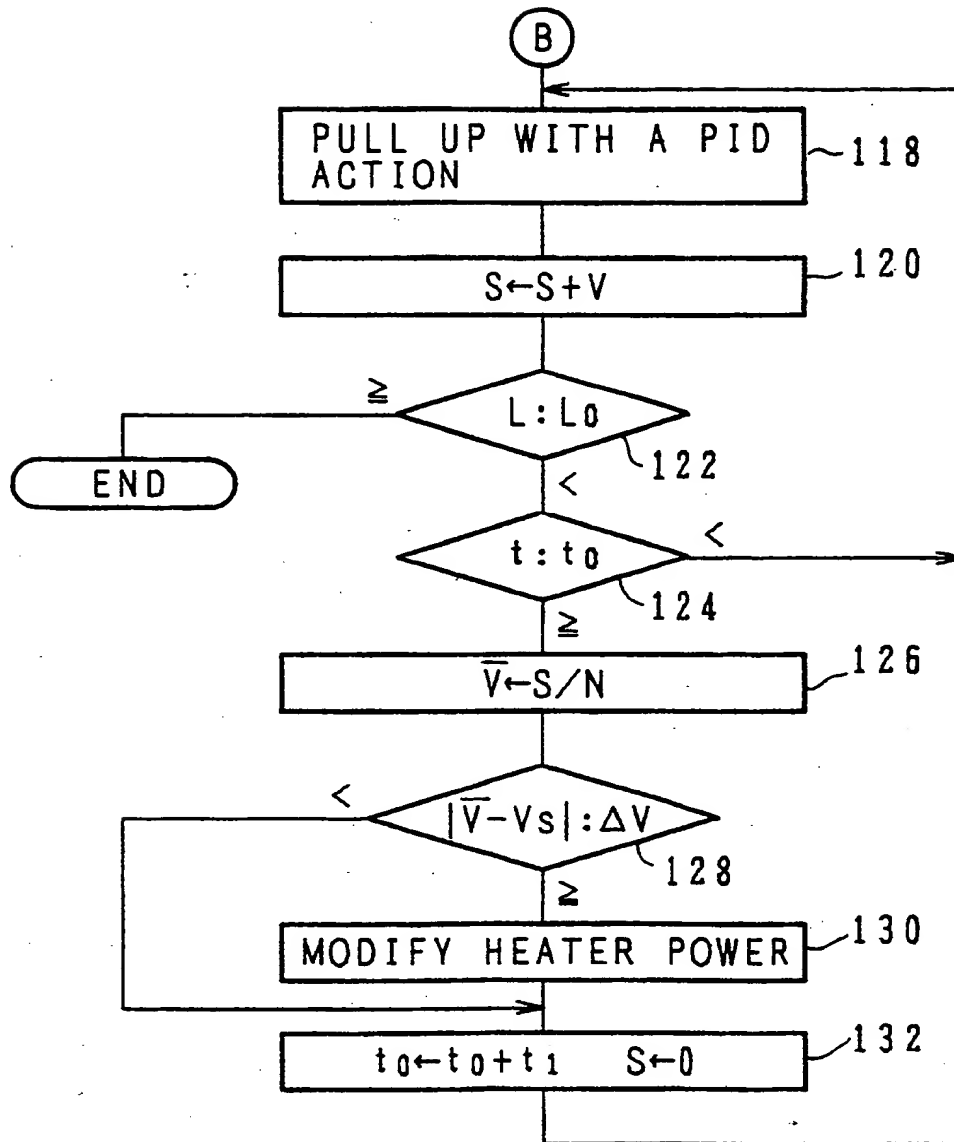 B
PULL UP WITH A PID
ACTION
118
S←S+V
120
≧
L:L0
122
END
<
t:t0
<
124
≧
V̅←S/N
126
<
|V̅-Vs|:ΔV
128
≧
MODIFY HEATER POWER
130
t0←t0+t1 S←0
132